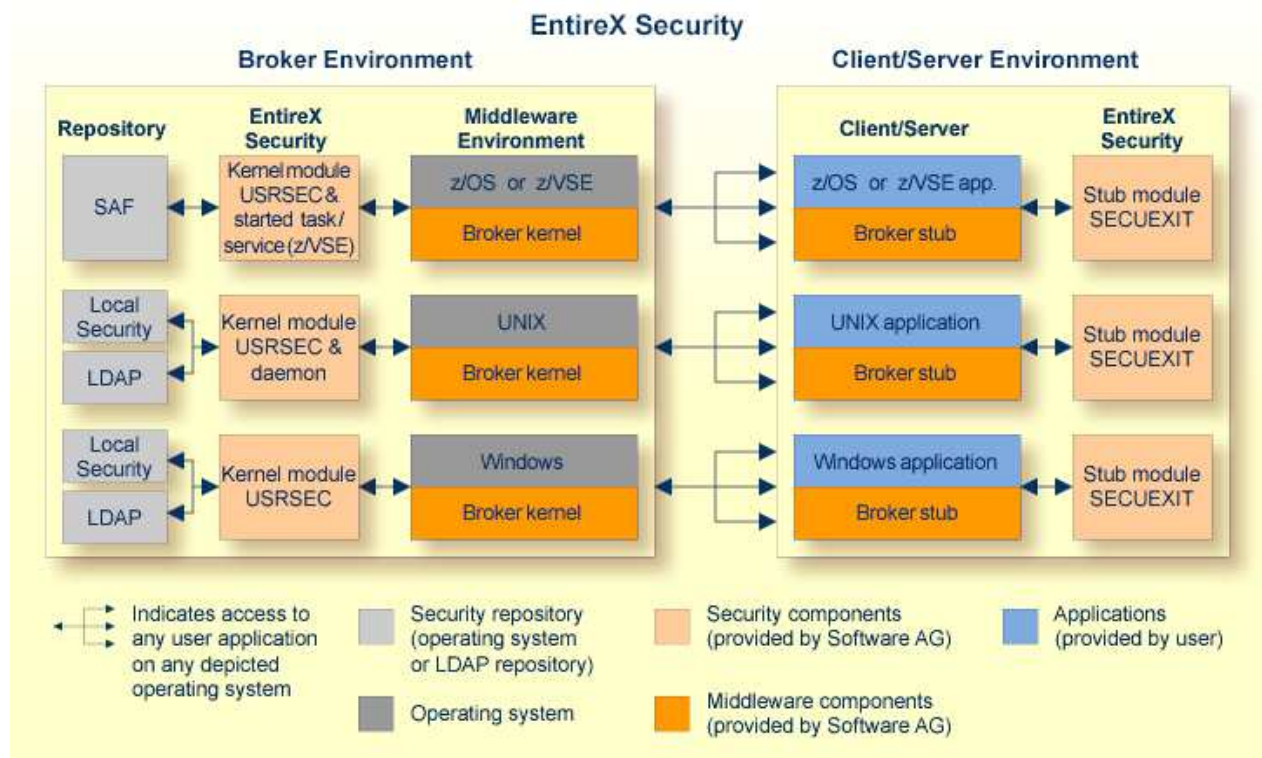 EntireX Security
Broker Environment
Client/Server Environment
Repository
EntireX
Security
Middleware
Environment
Client/Server
EntireX
Security
SAF
Kernel module
USRSEC &
started task/
service (z/VSE)
z/OS or z/VSE
Broker kernel
z/OS or z/VSE app.
Broker stub
Stub module
SECUEXIT
Local
Security
LDAP
Kernel module
USRSEC &
daemon
UNIX
Broker kernel
UNIX application
Broker stub
Stub module
SECUEXIT
Local
Security
LDAP
Kernel module
USRSEC
Windows
Broker kernel
Windows application
Broker stub
Stub module
SECUEXIT
Indicates access to
any user application
on any depicted
operating system
Security repository
(operating system
or LDAP repository)
Operating system
Security components
(provided by Software AG)
Middleware components
(provided by Software AG)
Applications
(provided by user)